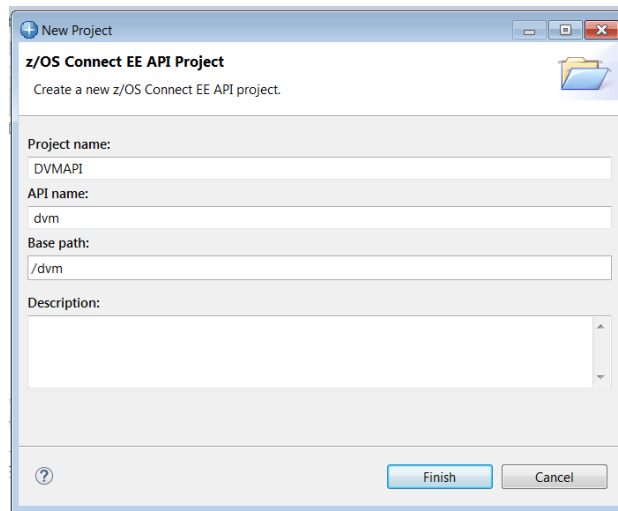 New Project
z/OS Connect EE API Project
Create a new z/OS Connect EE API project.
Project name:
DVMAPI
API name:
dvm
Base path:
/dvm
Description:
?
Finish
Cancel